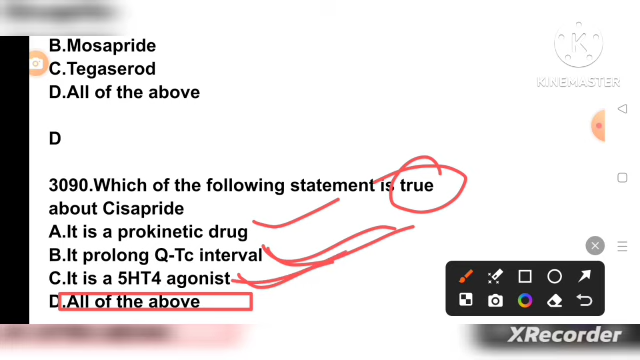 B.Mosapride
C.Tegaserod
D.All of the above
KINEMASTER
D
3090.Which of the following statement is true
about Cisapride
A.It is a prokinetic drug
B.It prolong Q-Tc interval
C.It is a 5HT4 agonist
D.All of the above
XRecorder